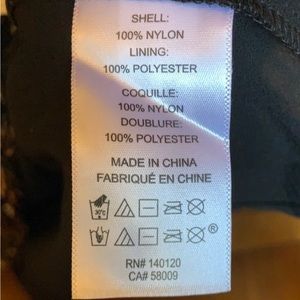 SHELL:
100% NYLON
LINING:
100% POLYESTER
COQUILLE:
100% NYLON
DOUBLURE:
100% POLYESTER
MADE IN CHINA
FABRIQUÉ EN CHINE
30°C
®
RN# 140120
CA# 58009